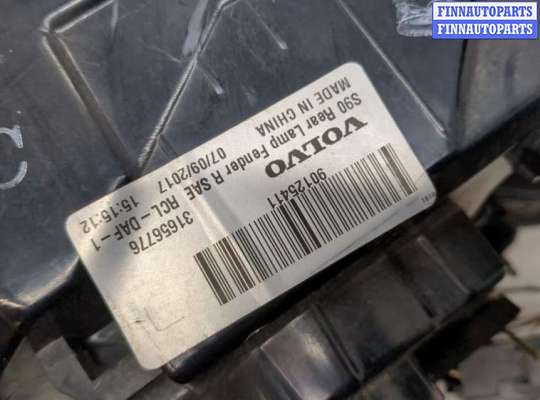 FINNAUTOPARTS
FINNAUTOPARTS
VOLVO
S90 Rear Lamp Fender R SAE RCL-DAF-1
MADE IN CHINA
07/09/2017 15:15:12
90125411
31656776